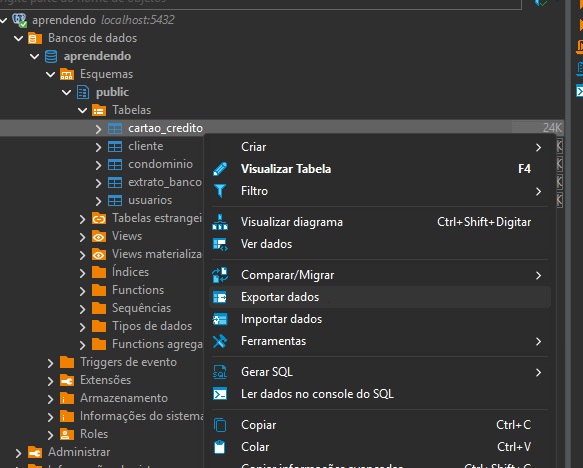 aprendendo localhost:5432
Bancos de dados
aprendendo
Esquemas
public
Tabelas
cartao_credito 24K
cliente
condominio
extrato_banco
usuarios
Tabelas estrangei
Views
Views materializa
Índices
Functions
Sequências
Tipos de dados
Functions agrega
Triggers de evento
Extensões
Armazenamento
Informações do sistema
Roles
Administrar
Criar
Visualizar Tabela F4
Filtro
Visualizar diagrama Ctrl+Shift+Digitar
Ver dados
Comparar/Migrar
Exportar dados
Importar dados
Ferramentas
Gerar SQL
Ler dados no console do SQL
Copiar Ctrl+C
Colar Ctrl+V